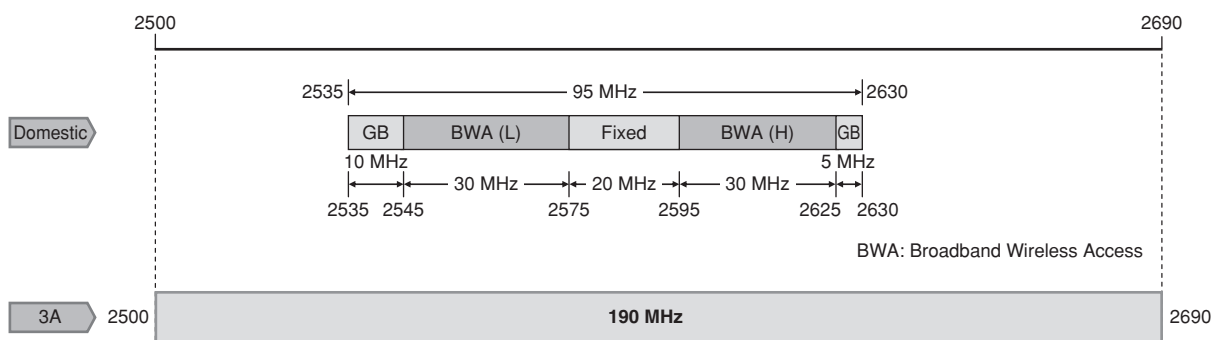 2500 2690
2535 95 MHz 2630
Domestic GB BWA (L) Fixed BWA (H) GB
10 MHz 5 MHz
30 MHz 20 MHz 30 MHz
2535 2545 2575 2595 2625 2630
BWA: Broadband Wireless Access
3A 2500 190 MHz 2690